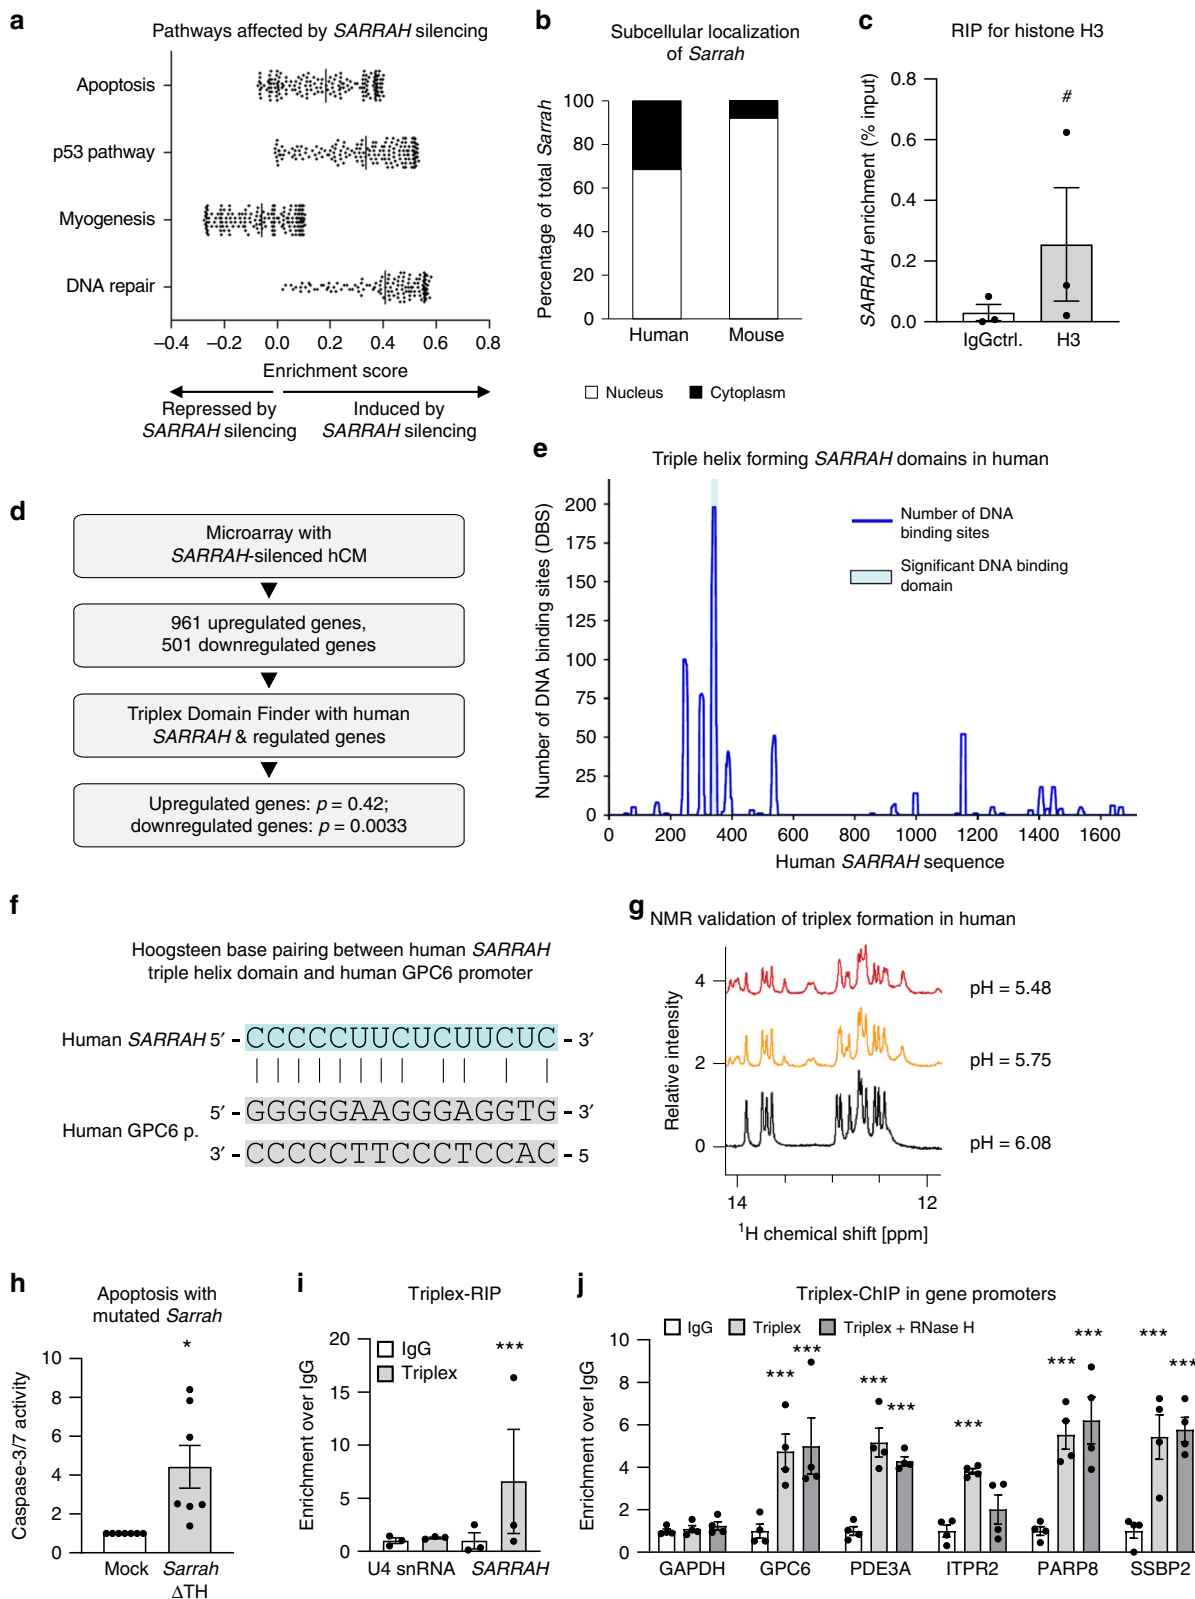 a
Pathways affected by SARRAH silencing
Apoptosis
p53 pathway
Myogenesis
DNA repair
–0.4 –0.2 0.0 0.2 0.4 0.6 0.8
Enrichment score
Repressed by
SARRAH silencing
Induced by
SARRAH silencing
b
Subcellular localization
of Sarrah
Percentage of total Sarrah
100
80
60
40
20
0
Human Mouse
Nucleus Cytoplasm
c
RIP for histone H3
SARRAH enrichment (% input)
0.8
0.6
0.4
0.2
0.0
#
IgGctrl. H3
d
Microarray with
SARRAH-silenced hCM
961 upregulated genes,
501 downregulated genes
Triplex Domain Finder with human
SARRAH & regulated genes
Upregulated genes: p = 0.42;
downregulated genes: p = 0.0033
e
Triple helix forming SARRAH domains in human
Number of DNA binding sites (DBS)
200
175
150
125
100
75
50
25
0
0 200 400 600 800 1000 1200 1400 1600
Human SARRAH sequence
Number of DNA
binding sites
Significant DNA binding
domain
f
Hoogsteen base pairing between human SARRAH
triple helix domain and human GPC6 promoter
Human SARRAH 5′ - CCCCCUUCUCUUCUC - 3′
5′ - GGGGGAAGGGAGGTG - 3′
Human GPC6 p.
3′ - CCCCCTTCCCTCCAC - 5
g
NMR validation of triplex formation in human
Relative intensity
4
2
0
pH = 5.48
pH = 5.75
pH = 6.08
14 12
¹H chemical shift [ppm]
h
Apoptosis with
mutated Sarrah
Caspase-3/7 activity
10
8
6
4
2
0
*
Mock Sarrah
ΔTH
i
Triplex-RIP
Enrichment over IgG
20
15
10
5
0
IgG
Triplex
***
U4 snRNA SARRAH
j
Triplex-ChIP in gene promoters
IgG Triplex Triplex + RNase H
Enrichment over IgG
10
8
6
4
2
0
*** *** *** *** *** *** *** *** ***
GAPDH GPC6 PDE3A ITPR2 PARP8 SSBP2